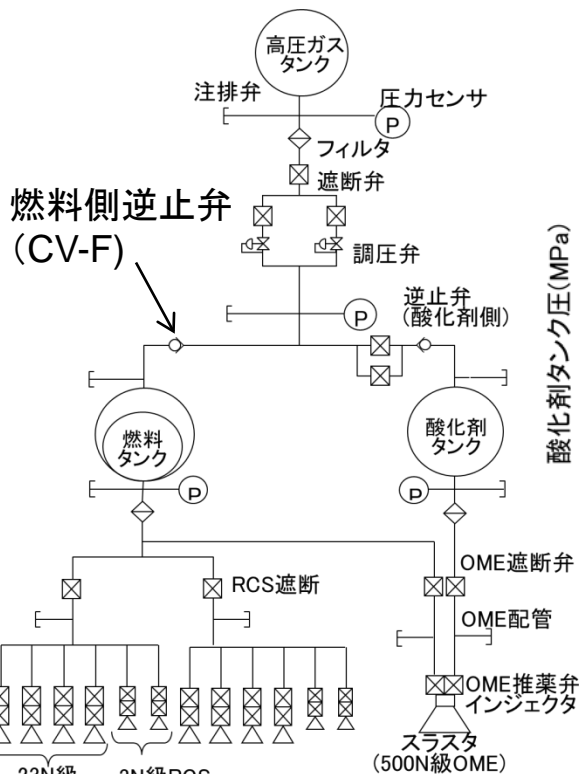 高圧ガス
タンク
注排弁
圧力センサ
P
フィルタ
遮断弁
燃料側逆止弁
(CV-F)
調圧弁
逆止弁
(酸化剤側)
P
酸化剤タンク圧(MPa)
燃料
タンク
酸化剤
タンク
P
P
RCS遮断
OME遮断弁
OME配管
OME推薬弁
インジェクタ
スラスタ
(500N級OME)